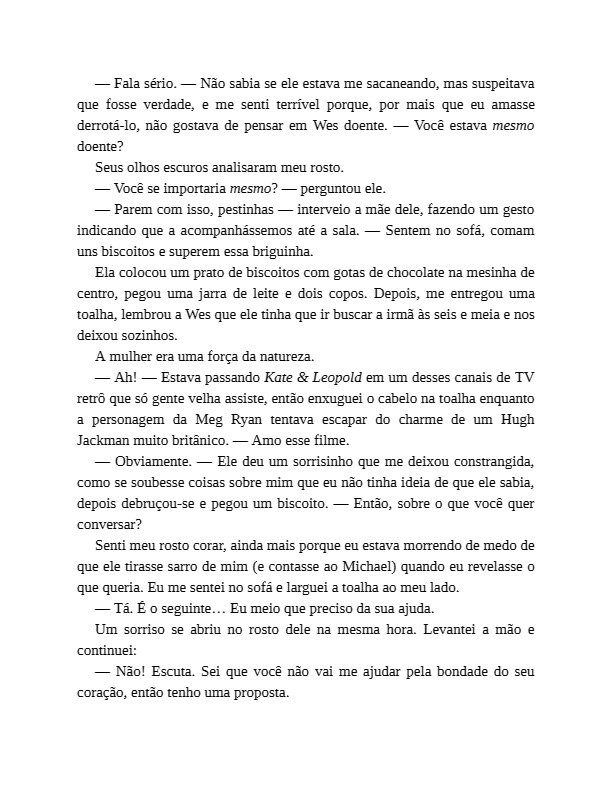 — Fala sério. — Não sabia se ele estava me sacaneando, mas suspeitava
que fosse verdade, e me senti terrível porque, por mais que eu amasse
derrotá-lo, não gostava de pensar em Wes doente. — Você estava mesmo
doente?
Seus olhos escuros analisaram meu rosto.
— Você se importaria mesmo? — perguntou ele.
— Parem com isso, pestinhas — interveio a mãe dele, fazendo um gesto
indicando que a acompanhássemos até a sala. — Sentem no sofá, comam
uns biscoitos e superem essa briguinha.
Ela colocou um prato de biscoitos com gotas de chocolate na mesinha de
centro, pegou uma jarra de leite e dois copos. Depois, me entregou uma
toalha, lembrou a Wes que ele tinha que ir buscar a irmã às seis e meia e nos
deixou sozinhos.
A mulher era uma força da natureza.
— Ah! — Estava passando Kate & Leopold em um desses canais de TV
retrô que só gente velha assiste, então enxuguei o cabelo na toalha enquanto
a personagem da Meg Ryan tentava escapar do charme de um Hugh
Jackman muito britânico. — Amo esse filme.
— Obviamente. — Ele deu um sorrisinho que me deixou constrangida,
como se soubesse coisas sobre mim que eu não tinha ideia de que ele sabia,
depois debruçou-se e pegou um biscoito. — Então, sobre o que você quer
conversar?
Senti meu rosto corar, ainda mais porque eu estava morrendo de medo de
que ele tirasse sarro de mim (e contasse ao Michael) quando eu revelasse o
que queria. Eu me sentei no sofá e larguei a toalha ao meu lado.
— Tá. É o seguinte… Eu meio que preciso da sua ajuda.
Um sorriso se abriu no rosto dele na mesma hora. Levantei a mão e
continuei:
— Não! Escuta. Sei que você não vai me ajudar pela bondade do seu
coração, então tenho uma proposta.